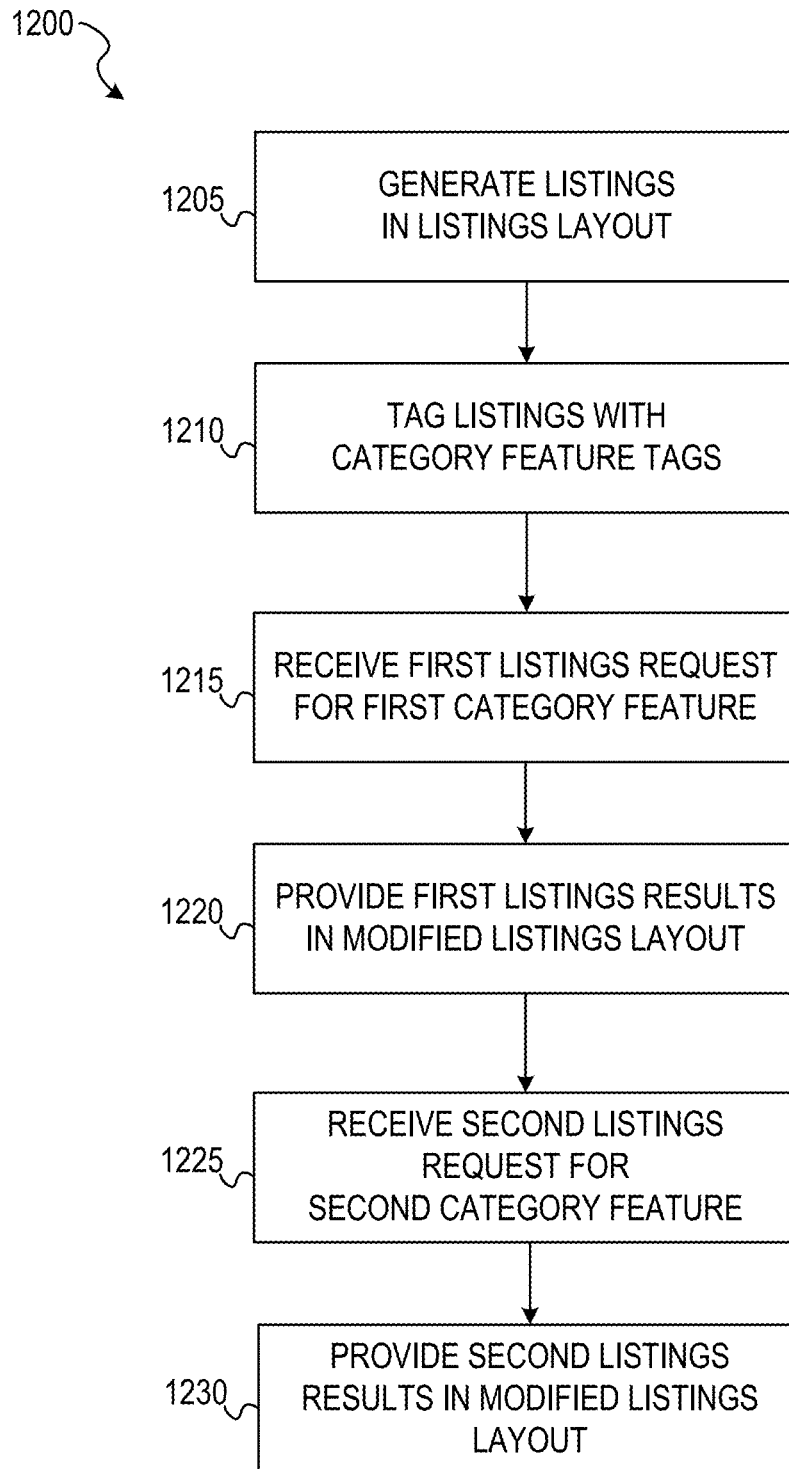 1200
1205
GENERATE LISTINGS
IN LISTINGS LAYOUT
1210
TAG LISTINGS WITH
CATEGORY FEATURE TAGS
1215
RECEIVE FIRST LISTINGS REQUEST
FOR FIRST CATEGORY FEATURE
1220
PROVIDE FIRST LISTINGS RESULTS
IN MODIFIED LISTINGS LAYOUT
1225
RECEIVE SECOND LISTINGS
REQUEST FOR
SECOND CATEGORY FEATURE
1230
PROVIDE SECOND LISTINGS
RESULTS IN MODIFIED LISTINGS
LAYOUT